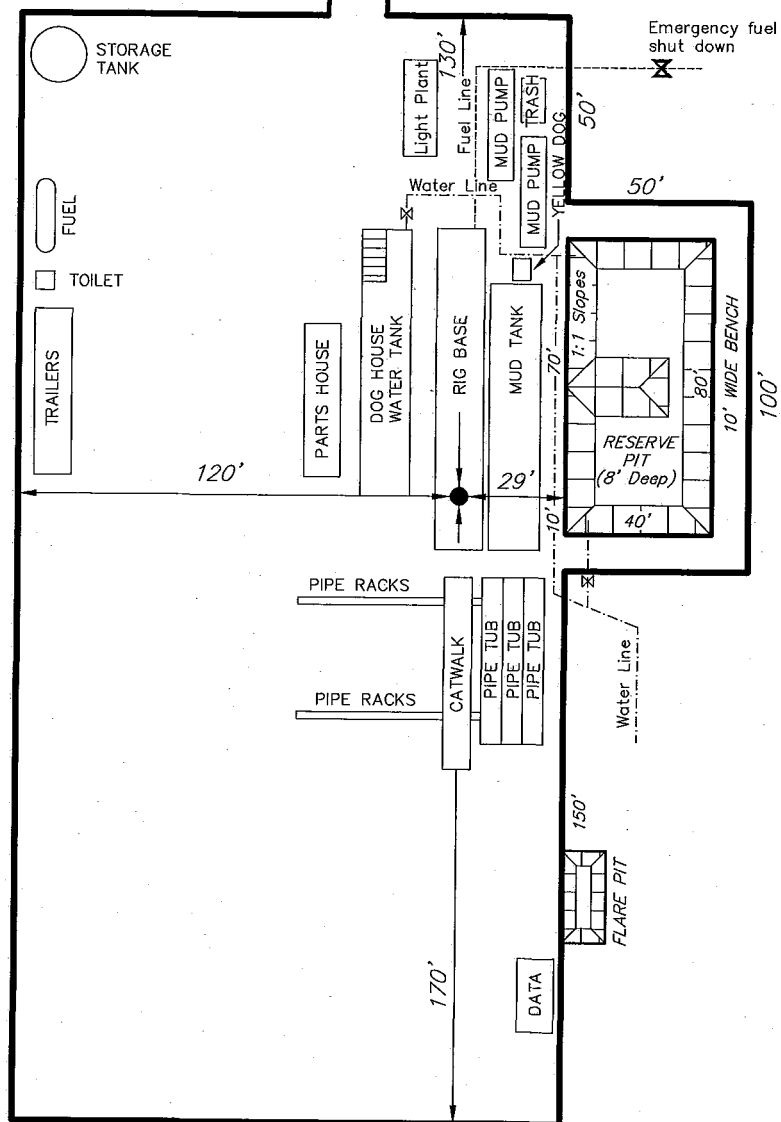 STORAGE
TANK
130'
Emergency fuel
shut down
Light Plant
Fuel Line
MUD PUMP
TRASH
50'
MUD PUMP
YELLOW DOG
Water Line
50'
FUEL
TOILET
TRAILERS
PARTS HOUSE
DOG HOUSE
WATER TANK
RIG BASE
MUD TANK
70'
1:1 Slopes
80'
10' WIDE BENCH
100'
RESERVE
PIT
(8' Deep)
120'
29'
10'
40'
PIPE RACKS
PIPE RACKS
CATWALK
PIPE TUB
PIPE TUB
PIPE TUB
Water Line
150'
FLARE PIT
170'
DATA